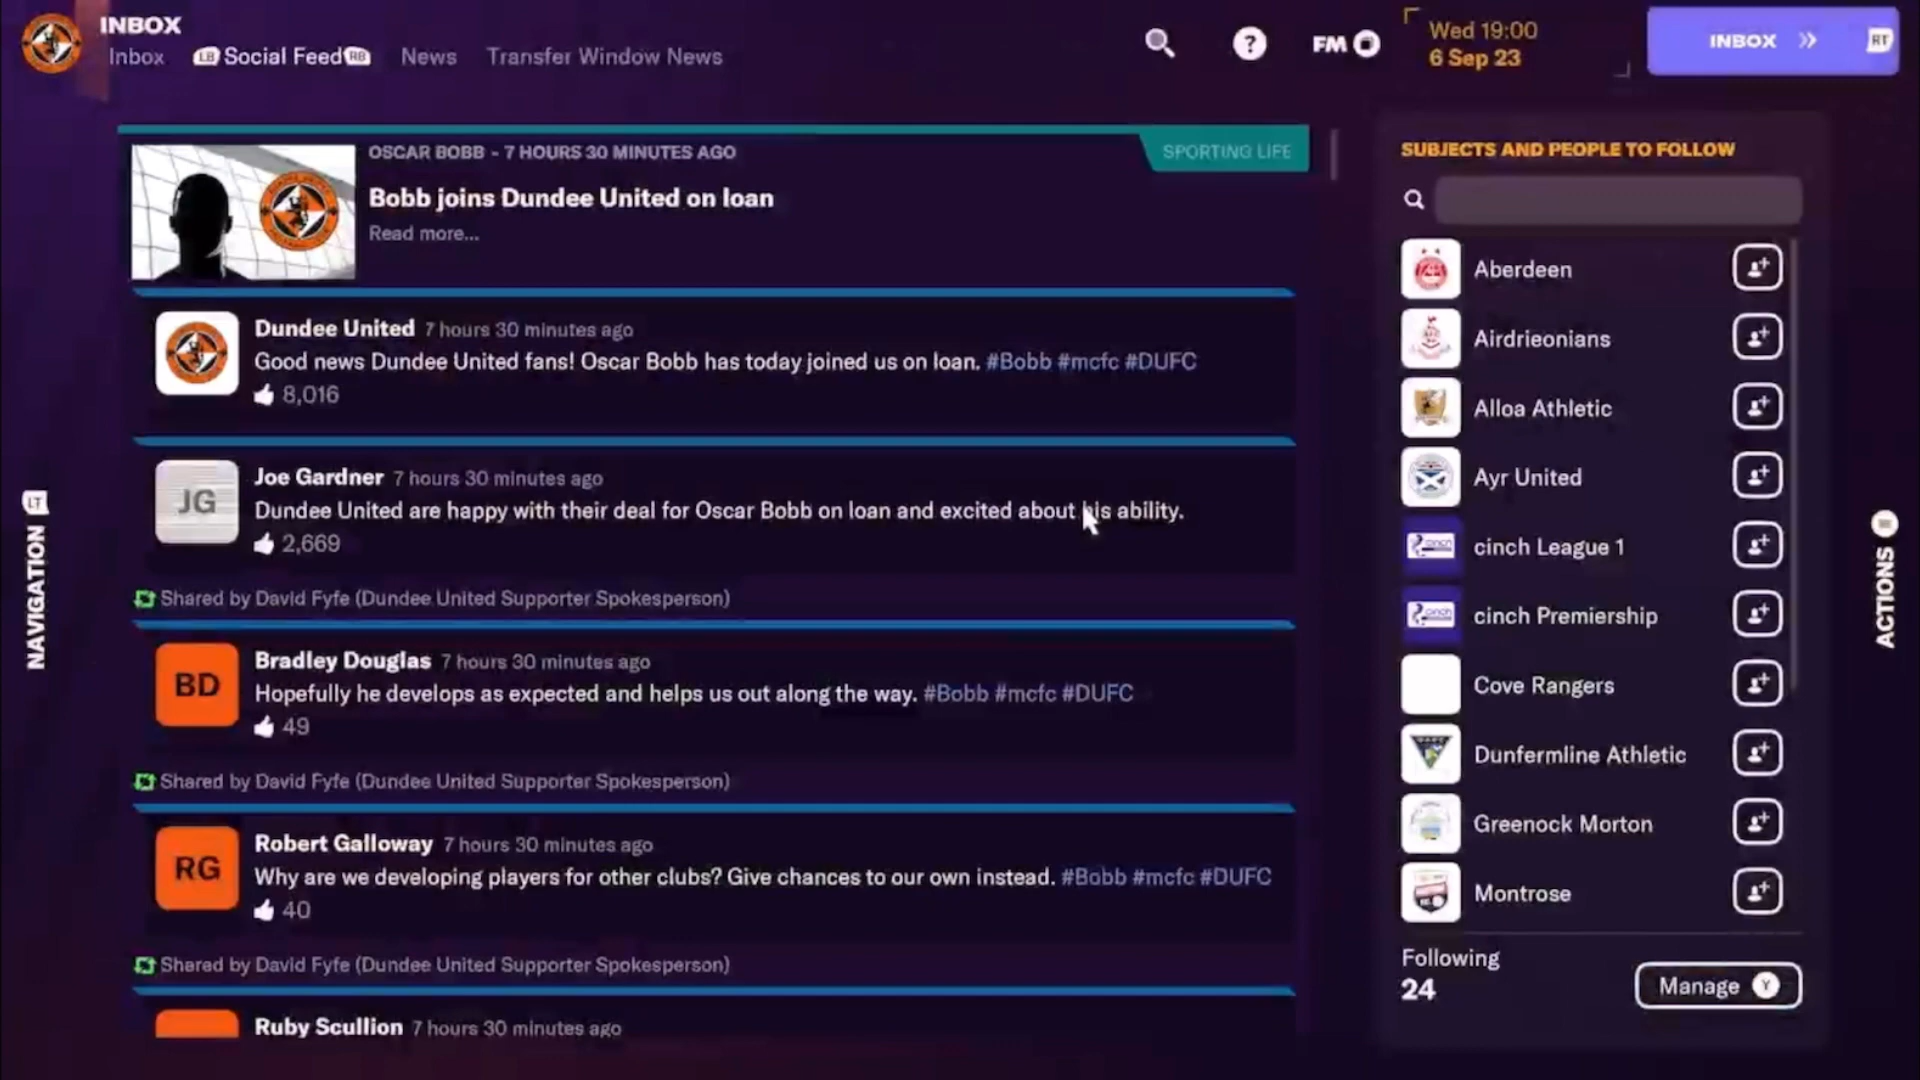 INBOX
Inbox
LB Social Feed RB
News
Transfer Window News
?
FM
Wed 19:00
6 Sep 23
INBOX
RT
OSCAR BOBB - 7 HOURS 30 MINUTES AGO
SPORTING LIFE
Bobb joins Dundee United on loan
Read more...
Dundee United 7 hours 30 minutes ago
Good news Dundee United fans! Oscar Bobb has today joined us on loan. #Bobb #mcfc #DUFC
8,016
JG
Joe Gardner 7 hours 30 minutes ago
Dundee United are happy with their deal for Oscar Bobb on loan and excited about his ability.
2,669
Shared by David Fyfe (Dundee United Supporter Spokesperson)
BD
Bradley Douglas 7 hours 30 minutes ago
Hopefully he develops as expected and helps us out along the way. #Bobb #mcfc #DUFC
49
Shared by David Fyfe (Dundee United Supporter Spokesperson)
RG
Robert Galloway 7 hours 30 minutes ago
Why are we developing players for other clubs? Give chances to our own instead. #Bobb #mcfc #DUFC
40
Shared by David Fyfe (Dundee United Supporter Spokesperson)
Ruby Scullion 7 hours 30 minutes ago
SUBJECTS AND PEOPLE TO FOLLOW
Aberdeen
Airdrieonians
Alloa Athletic
Ayr United
cinch
cinch League 1
cinch
cinch Premiership
Cove Rangers
Dunfermline Athletic
Greenock Morton
Montrose
Following
24
Manage Y
LT
NAVIGATION
ACTIONS